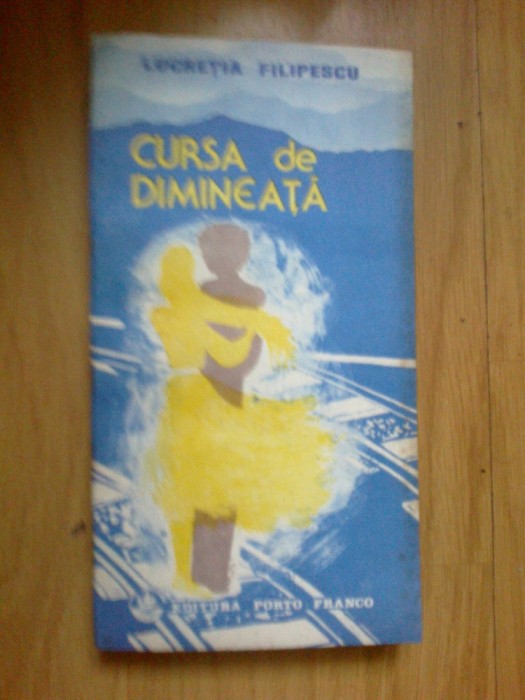 LUCREȚIA FILIPESCU
CURSA de
DIMINEAȚĂ
EDITURA PORTO FRANCO